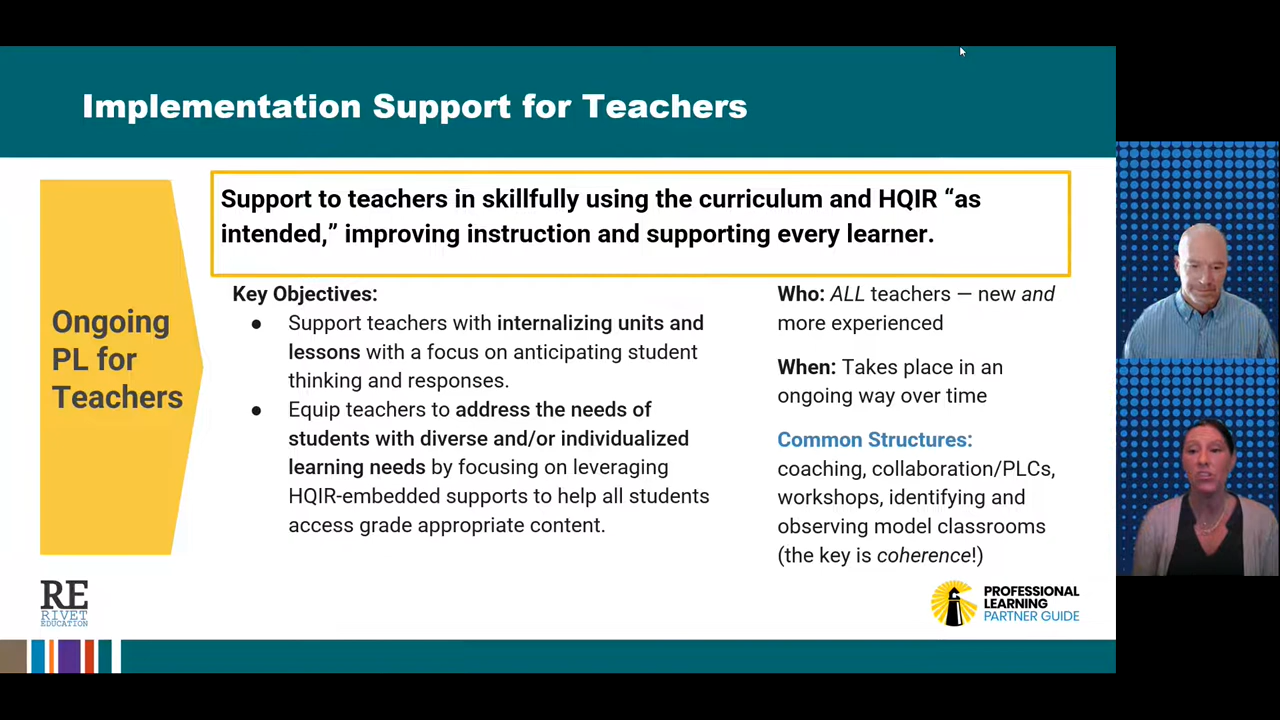 Implementation Support for Teachers
Support to teachers in skillfully using the curriculum and HQIR “as
intended,” improving instruction and supporting every learner.
Ongoing
PL for
Teachers
Key Objectives:
● Support teachers with internalizing units and
lessons with a focus on anticipating student
thinking and responses.
● Equip teachers to address the needs of
students with diverse and/or individualized
learning needs by focusing on leveraging
HQIR-embedded supports to help all students
access grade appropriate content.
Who: ALL teachers — new and
more experienced
When: Takes place in an
ongoing way over time
Common Structures:
coaching, collaboration/PLCs,
workshops, identifying and
observing model classrooms
(the key is coherence!)
RE
RIVET
EDUCATION
PROFESSIONAL
LEARNING
PARTNER GUIDE